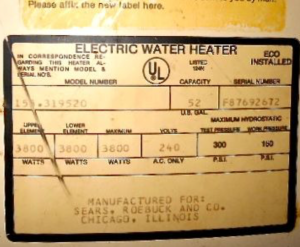 Please affix the new label here.
ELECTRIC WATER HEATER
IN CORRESPONDENCE RE-
GARDING THIS HEATER AL-
WAYS MENTION MODEL &
SERIAL NO'S.
UL
LISTED
ECO
INSTALLED
MODEL NUMBER CAPACITY SERIAL NUMBER
153.319520 52 F87692672
U.S. GAL.
MAXIMUM HYDROSTATIC
UPPER ELEMENT LOWER ELEMENT MAXIMUM VOLTS TEST PRESSURE WORK PRESSURE
3800 3800 3800 240 300 150
WATTS WATTS WATTS A.C. ONLY P.S.I. P.S.I.
MANUFACTURED FOR:
SEARS, ROEBUCK AND CO.
CHICAGO, ILLINOIS